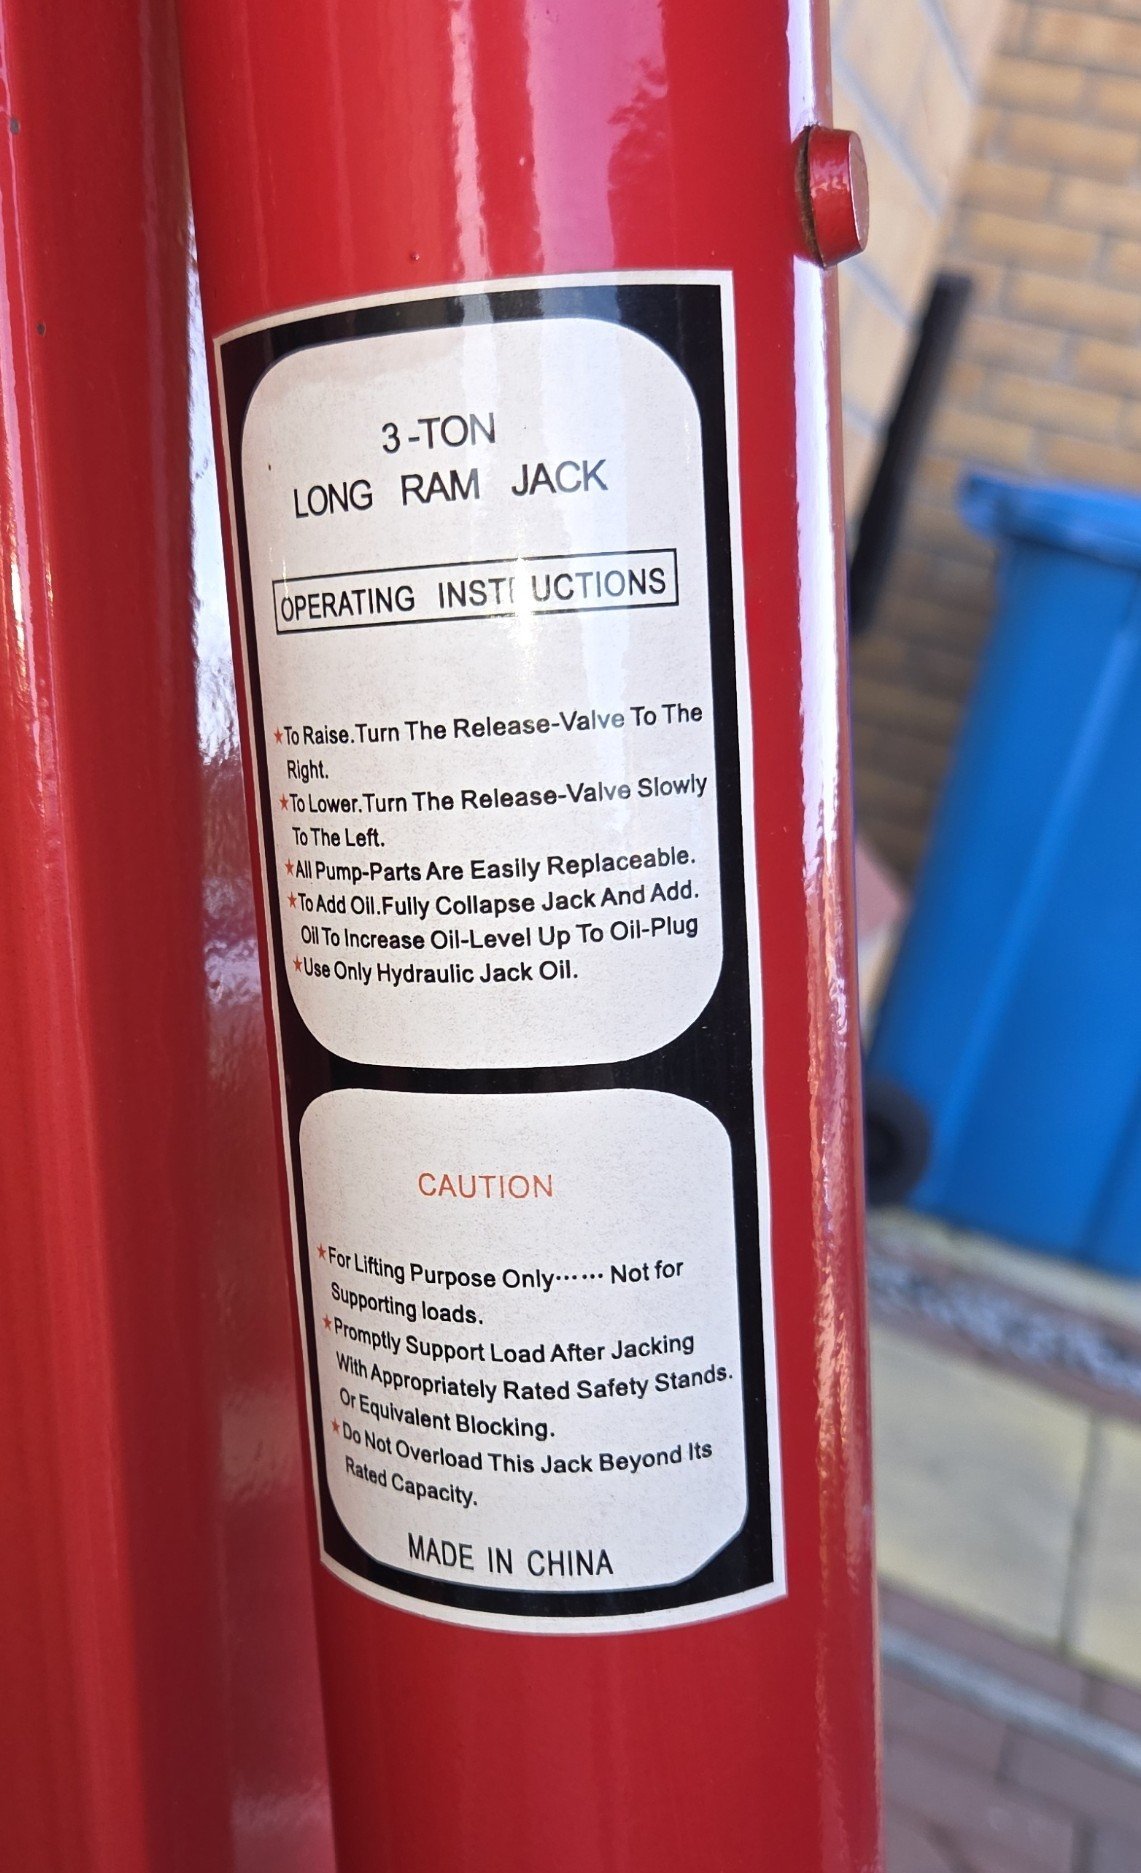 3-TON
LONG RAM JACK
OPERATING INSTRUCTIONS
★To Raise.Turn The Release-Valve To The
Right.
★To Lower.Turn The Release-Valve Slowly
To The Left.
★All Pump-Parts Are Easily Replaceable.
★To Add Oil.Fully Collapse Jack And Add.
Oil To Increase Oil-Level Up To Oil-Plug
★Use Only Hydraulic Jack Oil.
CAUTION
★For Lifting Purpose Only…… Not for
Supporting loads.
★Promptly Support Load After Jacking
With Appropriately Rated Safety Stands.
Or Equivalent Blocking.
★Do Not Overload This Jack Beyond Its
Rated Capacity.
MADE IN CHINA